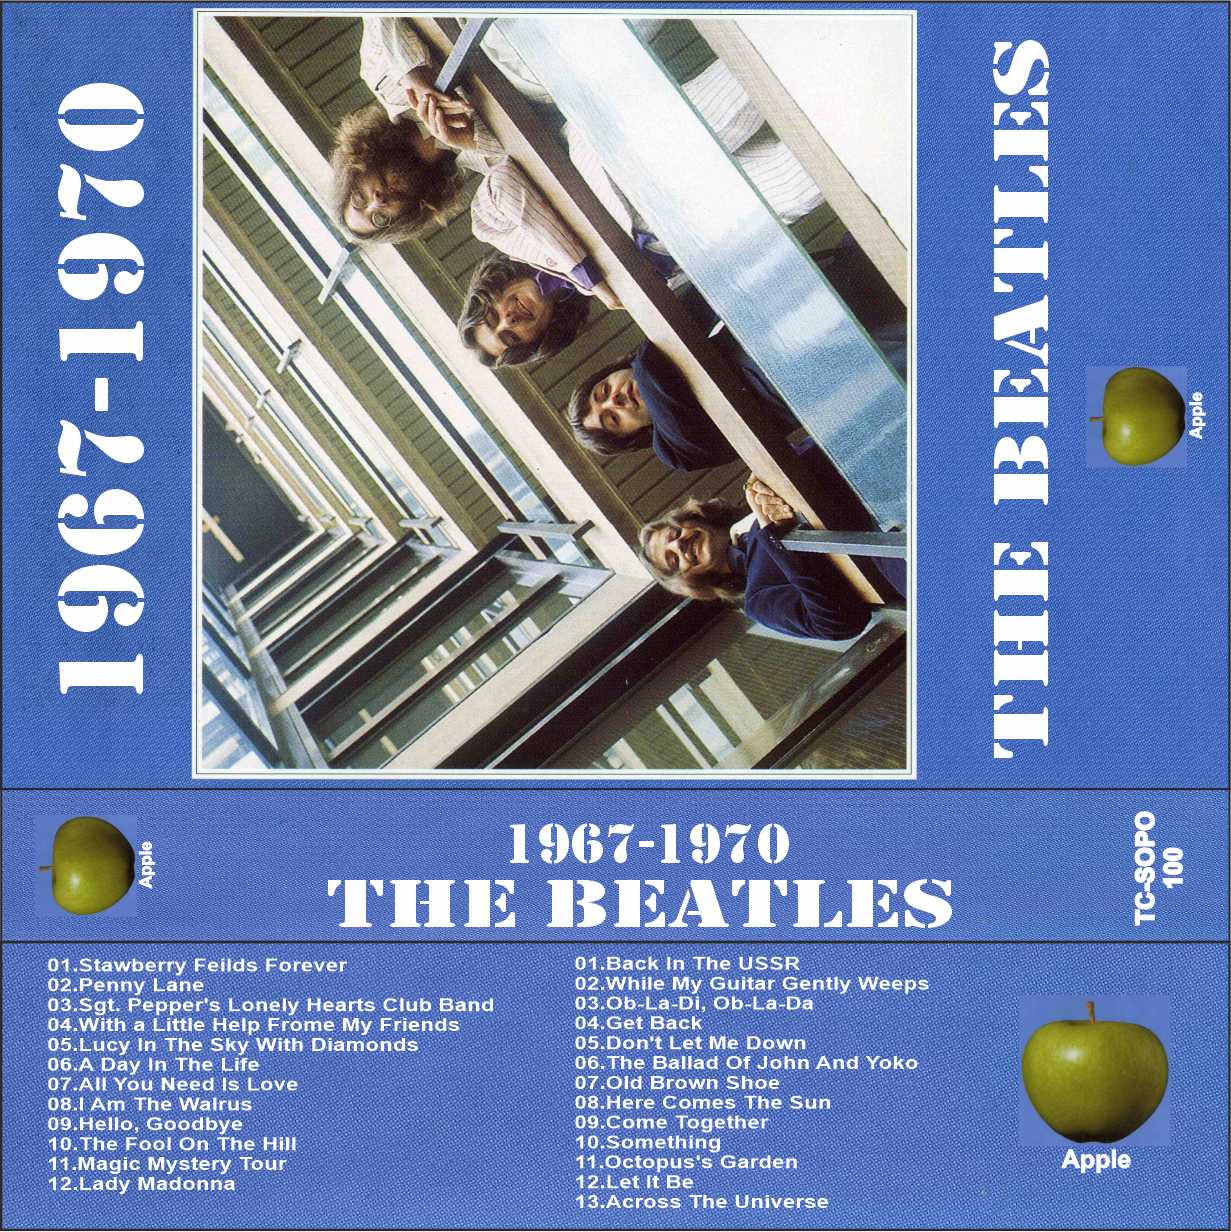 1967-1970
THE BEATLES
Apple
Apple
1967-1970
THE BEATLES
TC-SOPO
100
01.Stawberry Feilds Forever
02.Penny Lane
03.Sgt. Pepper's Lonely Hearts Club Band
04.With a Little Help Frome My Friends
05.Lucy In The Sky With Diamonds
06.A Day In The Life
07.All You Need Is Love
08.I Am The Walrus
09.Hello, Goodbye
10.The Fool On The Hill
11.Magic Mystery Tour
12.Lady Madonna
01.Back In The USSR
02.While My Guitar Gently Weeps
03.Ob-La-Di, Ob-La-Da
04.Get Back
05.Don't Let Me Down
06.The Ballad Of John And Yoko
07.Old Brown Shoe
08.Here Comes The Sun
09.Come Together
10.Something
11.Octopus's Garden
12.Let It Be
13.Across The Universe
Apple